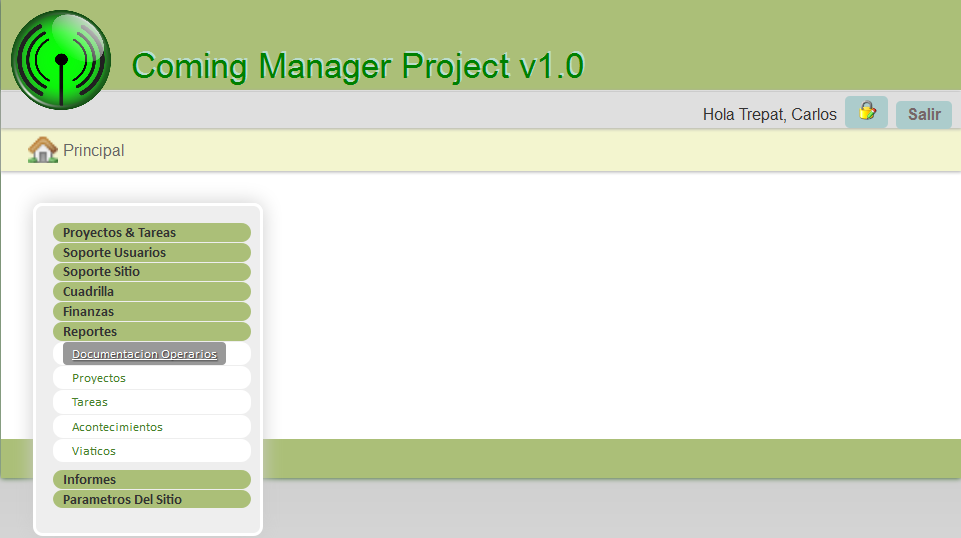 Coming Manager Project v1.0
Hola Trepat, Carlos Salir
Principal
Proyectos & Tareas
Soporte Usuarios
Soporte Sitio
Cuadrilla
Finanzas
Reportes
Documentacion Operarios
Proyectos
Tareas
Acontecimientos
Viaticos
Informes
Parametros Del Sitio